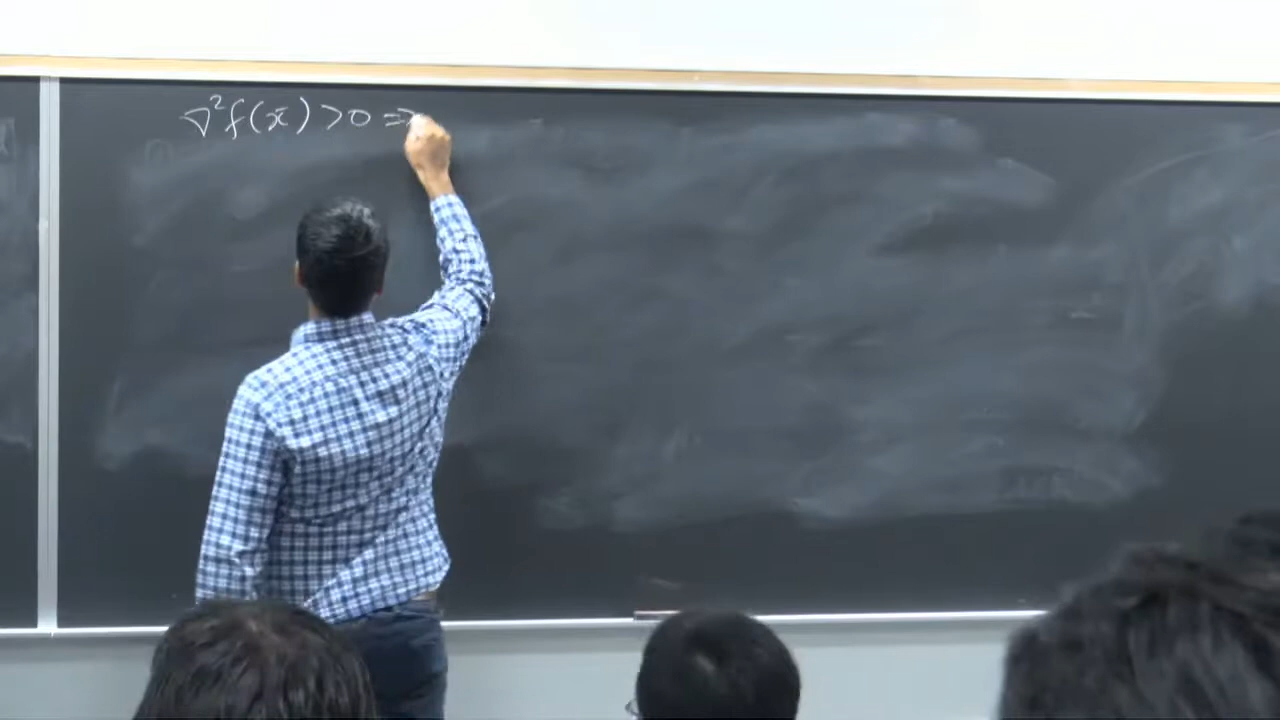 ∇²f(x̄) > 0 =>